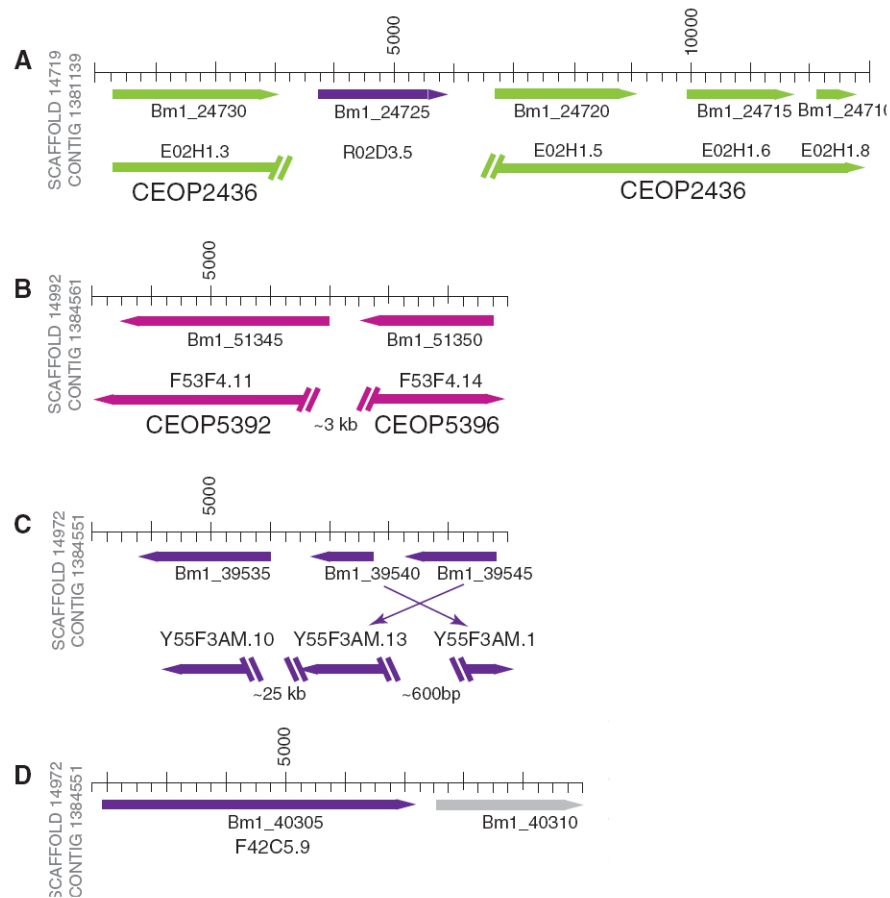 A
SCAFFOLD 14719
CONTIG 1381139
5000
10000
Bm1_24730
Bm1_24725
Bm1_24720
Bm1_24715
Bm1_24710
E02H1.3
R02D3.5
E02H1.5
E02H1.6
E02H1.8
CEOP2436
CEOP2436
B
SCAFFOLD 14992
CONTIG 1384561
5000
Bm1_51345
Bm1_51350
F53F4.11
F53F4.14
CEOP5392
~3 kb
CEOP5396
C
SCAFFOLD 14972
CONTIG 1384551
5000
Bm1_39535
Bm1_39540
Bm1_39545
Y55F3AM.10
Y55F3AM.13
Y55F3AM.1
~25 kb
~600bp
D
SCAFFOLD 14972
CONTIG 1384551
5000
Bm1_40305
Bm1_40310
F42C5.9